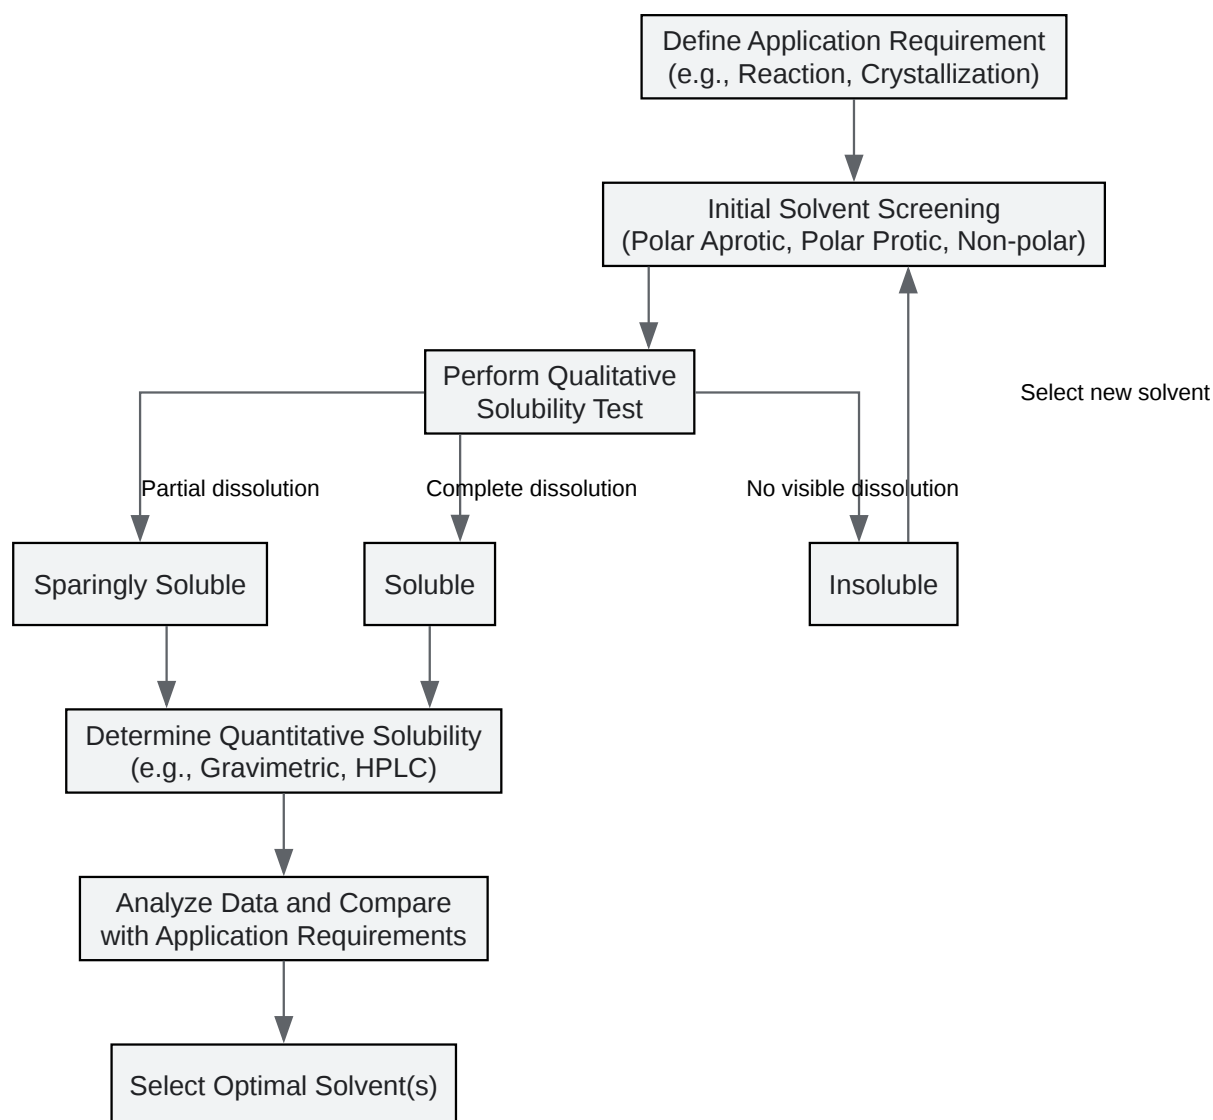 Define Application Requirement
(e.g., Reaction, Crystallization)
Initial Solvent Screening
(Polar Aprotic, Polar Protic, Non-polar)
Perform Qualitative
Solubility Test
Select new solvent
Partial dissolution
Complete dissolution
No visible dissolution
Sparingly Soluble
Soluble
Insoluble
Determine Quantitative Solubility
(e.g., Gravimetric, HPLC)
Analyze Data and Compare
with Application Requirements
Select Optimal Solvent(s)